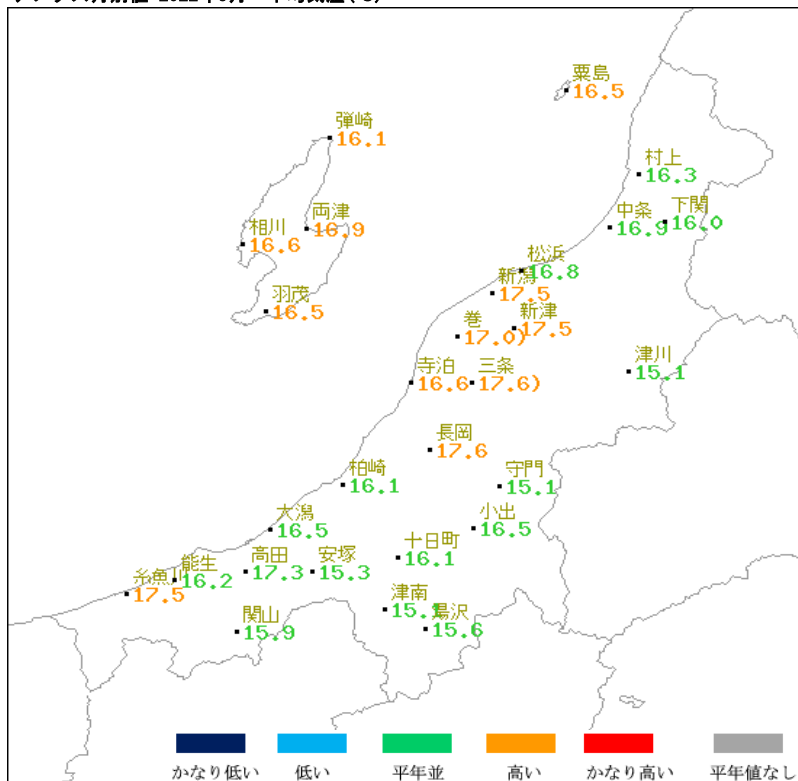 粟島
16.5
弾崎
16.1
村上
16.3
相川
16.6
両津
16.9
中条
16.9
下関
16.0
松浜
16.8
羽茂
16.5
新潟
17.5
巻
17.0)
新津
17.5
津川
15.1
寺泊
16.6
三条
17.6)
長岡
17.6
柏崎
16.1
守門
15.1
大潟
16.5
小出
16.5
十日町
16.1
糸魚川
17.5
能生
16.2
高田
17.3
安塚
15.3
津南
15.1
湯沢
15.6
関山
15.9
かなり低い 低い 平年並 高い かなり高い 平年値なし